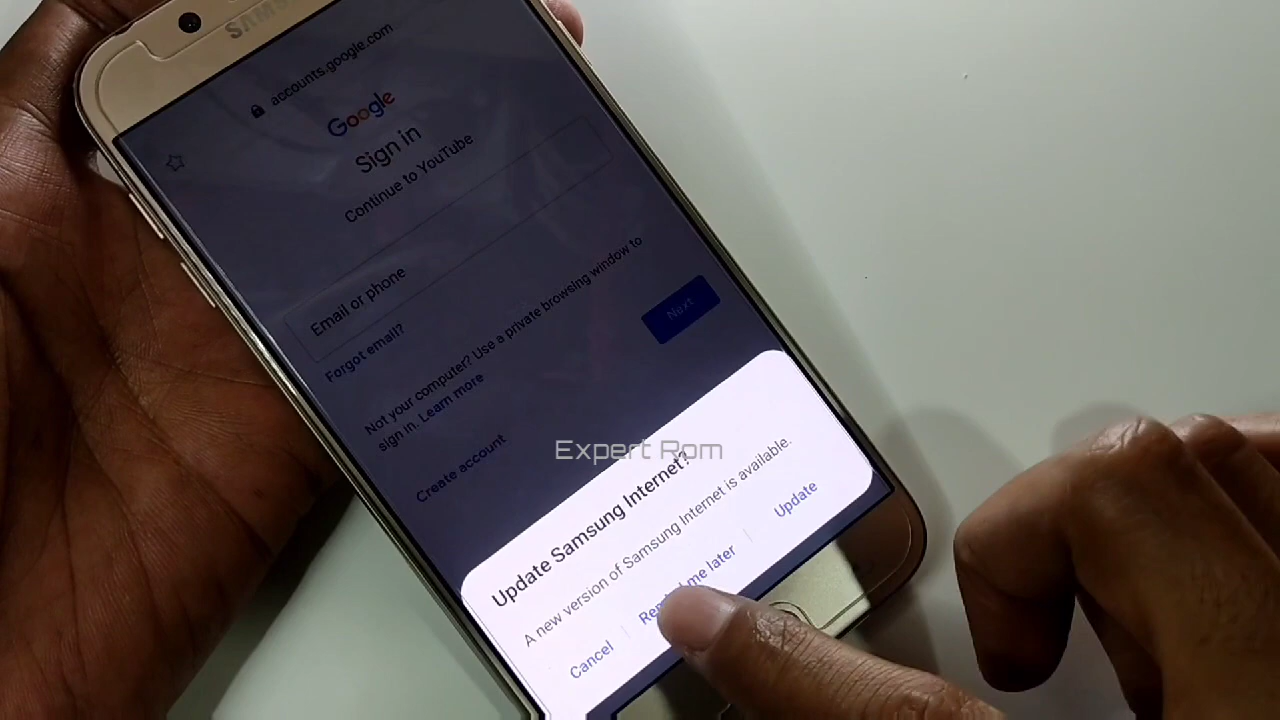 SAMSUNG
accounts.google.com
Google
Sign in
Continue to YouTube
Email or phone
Forgot email?
Not your computer? Use a private browsing window to
sign in. Learn more
Next
Create account
Expert Rom
Update Samsung Internet?
A new version of Samsung Internet is available.
Cancel
Remind me later
Update